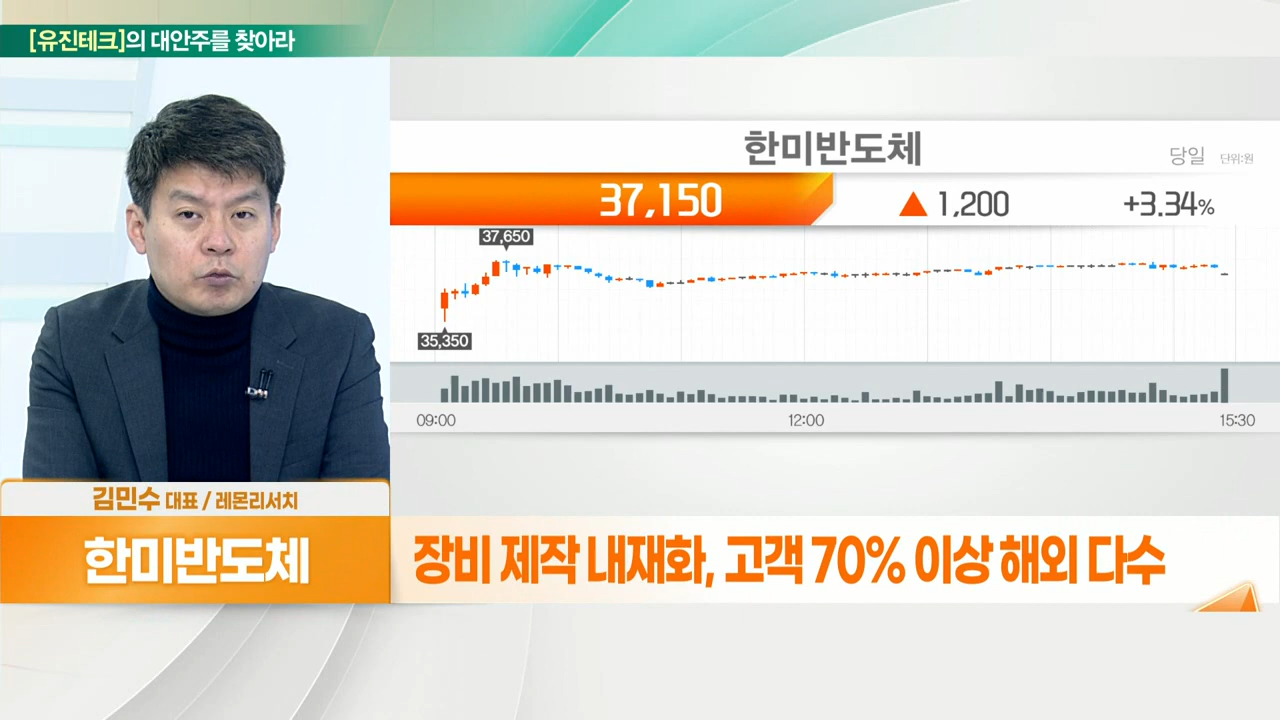 [유진테크]의 대안주를 찾아라
한미반도체
당일 단위:원
37,150 ▲ 1,200 +3.34%
37,650
35,350
09:00 12:00 15:30
김민수 대표 / 레몬리서치
한미반도체
장비 제작 내재화, 고객 70% 이상 해외 다수